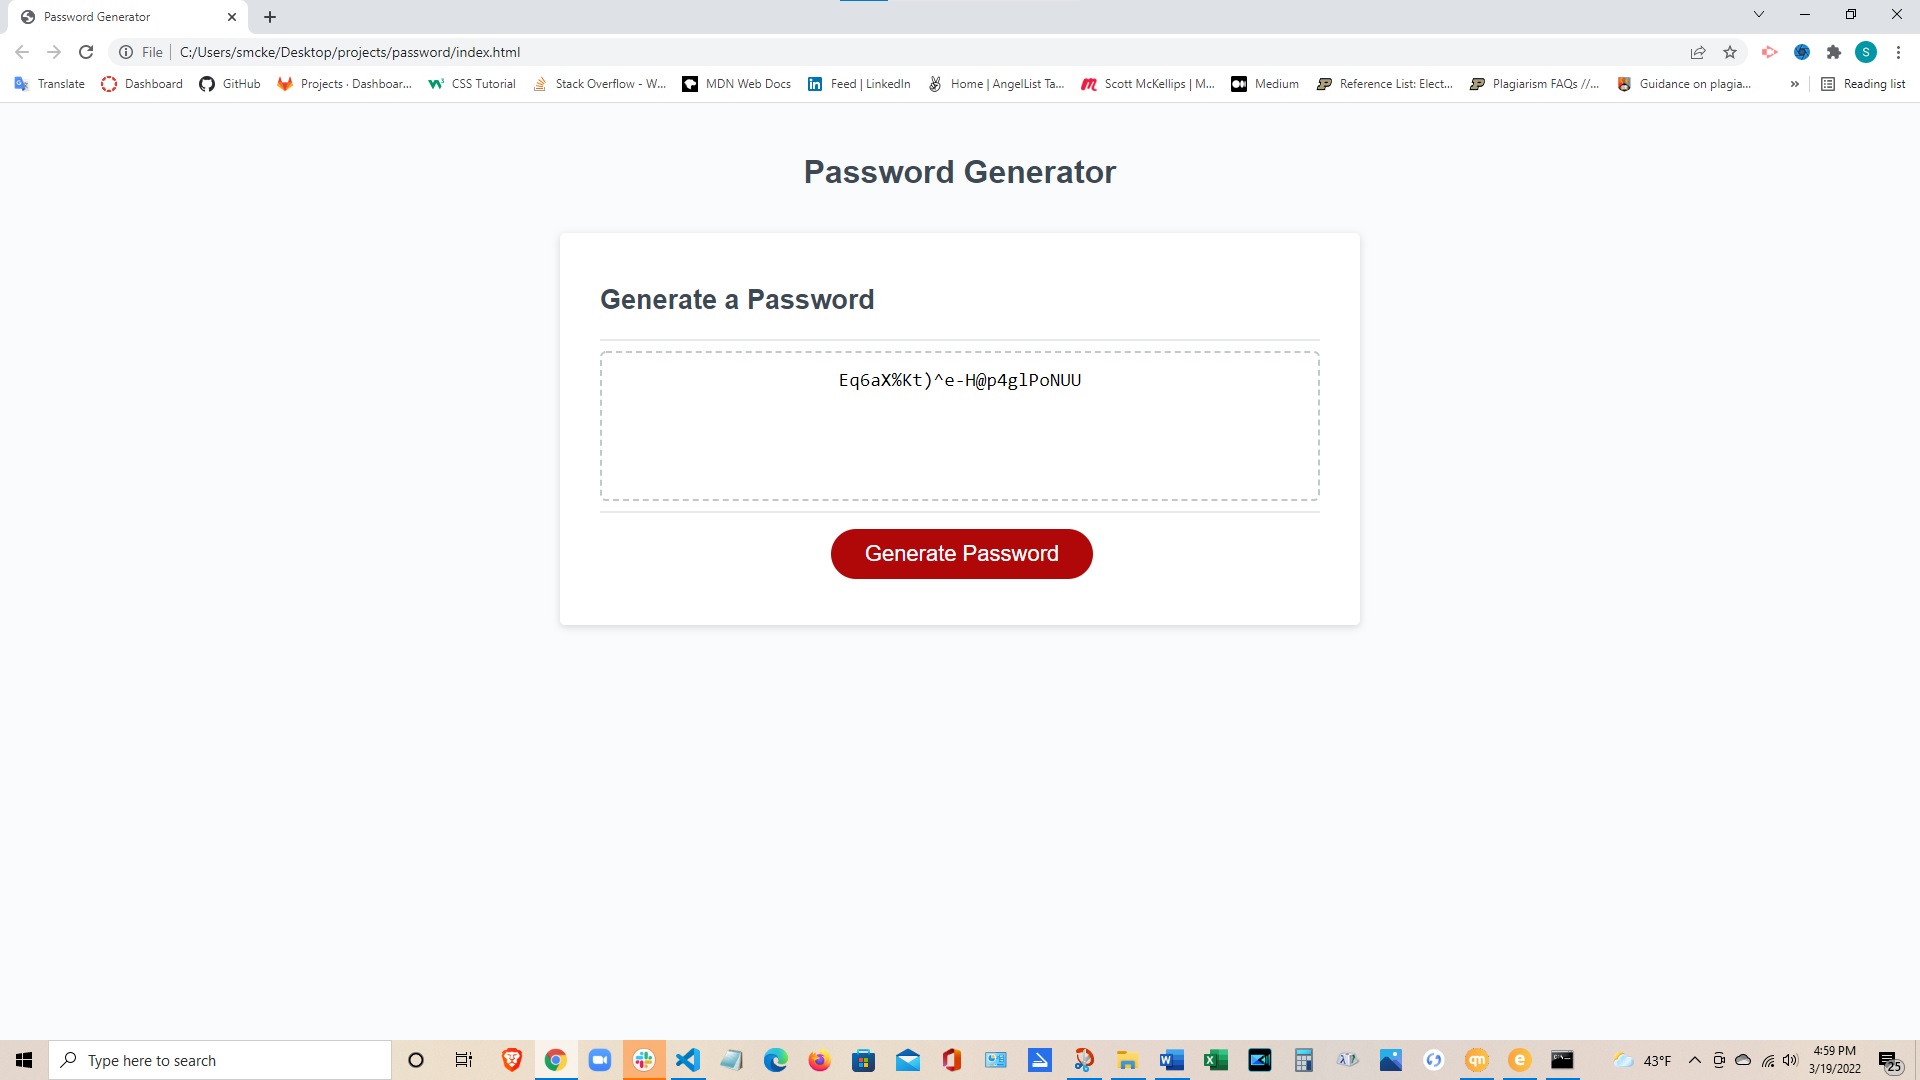 Password Generator
File C:/Users/smcke/Desktop/projects/password/index.html
S
Translate Dashboard GitHub Projects · Dashboar... CSS Tutorial Stack Overflow - W... MDN Web Docs Feed | LinkedIn Home | AngelList Ta... Scott McKellips | M... Medium Reference List: Elect... Plagiarism FAQs //... Guidance on plagia... » Reading list
Password Generator
Generate a Password
Eq6aX%Kt)^e-H@p4glPoNUU
Generate Password
Type here to search
qm e
43°F
4:59 PM
3/19/2022
25